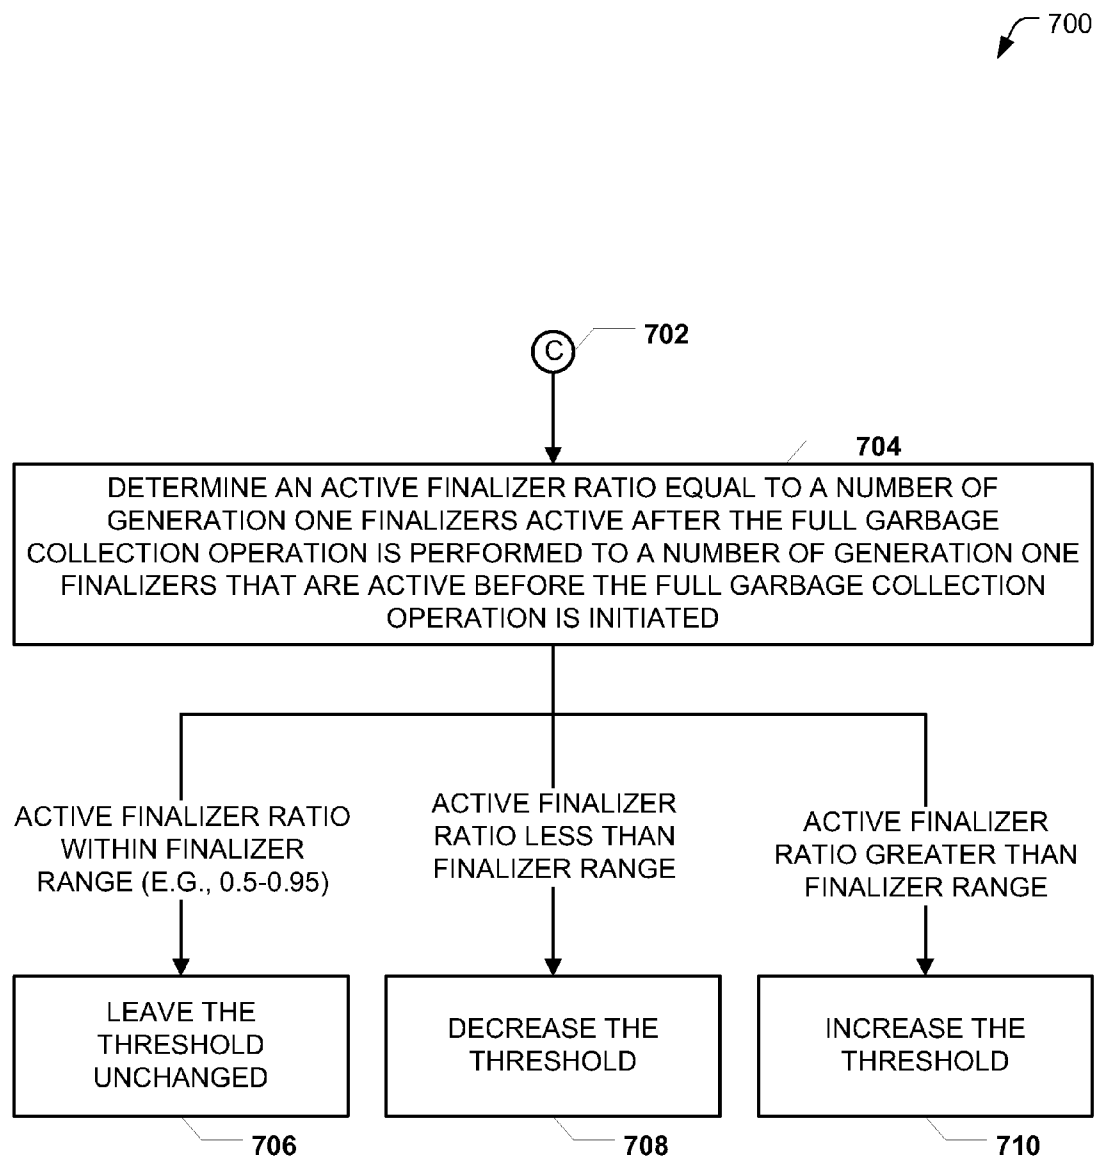 700
C
702
704
DETERMINE AN ACTIVE FINALIZER RATIO EQUAL TO A NUMBER OF
GENERATION ONE FINALIZERS ACTIVE AFTER THE FULL GARBAGE
COLLECTION OPERATION IS PERFORMED TO A NUMBER OF GENERATION ONE
FINALIZERS THAT ARE ACTIVE BEFORE THE FULL GARBAGE COLLECTION
OPERATION IS INITIATED
ACTIVE FINALIZER RATIO
WITHIN FINALIZER
RANGE (E.G., 0.5-0.95)
ACTIVE FINALIZER
RATIO LESS THAN
FINALIZER RANGE
ACTIVE FINALIZER
RATIO GREATER THAN
FINALIZER RANGE
LEAVE THE
THRESHOLD
UNCHANGED
DECREASE THE
THRESHOLD
INCREASE THE
THRESHOLD
706
708
710